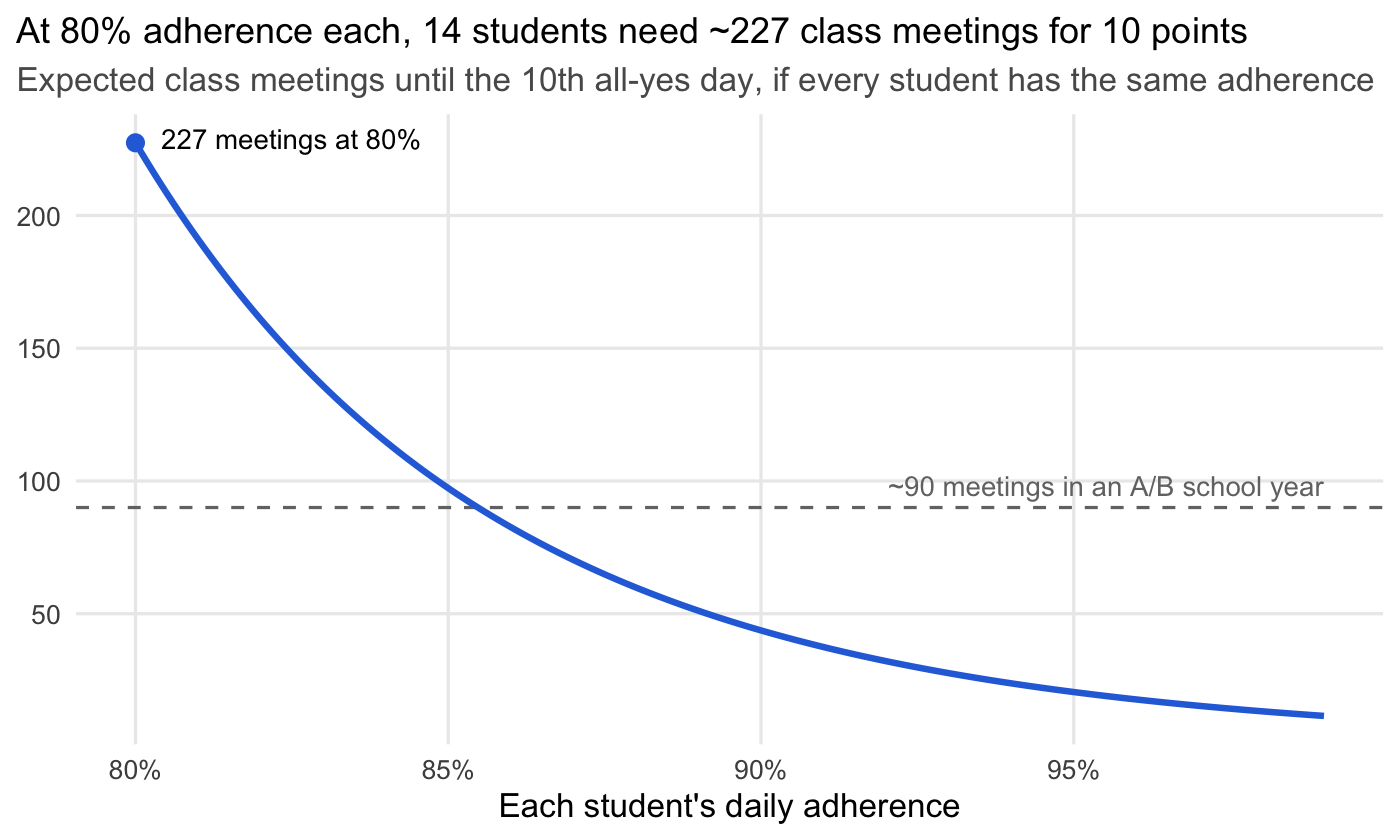 At 80% adherence each, 14 students need ~227 class meetings for 10 points
Expected class meetings until the 10th all-yes day, if every student has the same adherence
227 meetings at 80%
200
150
100
~90 meetings in an A/B school year
50
80%
85%
90%
95%
Each student's daily adherence